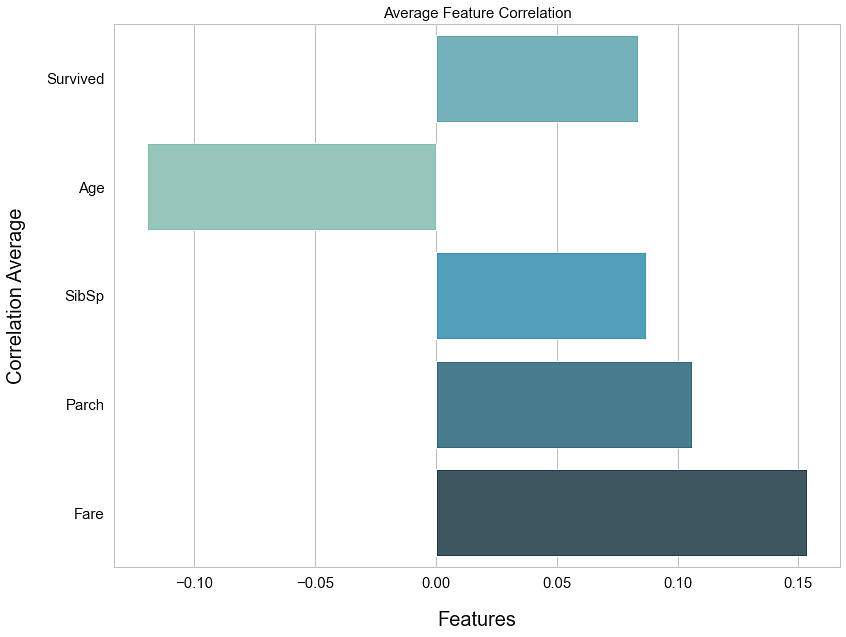 Average Feature Correlation
Correlation Average
Survived
Age
SibSp
Parch
Fare
−0.10
−0.05
0.00
0.05
0.10
0.15
Features